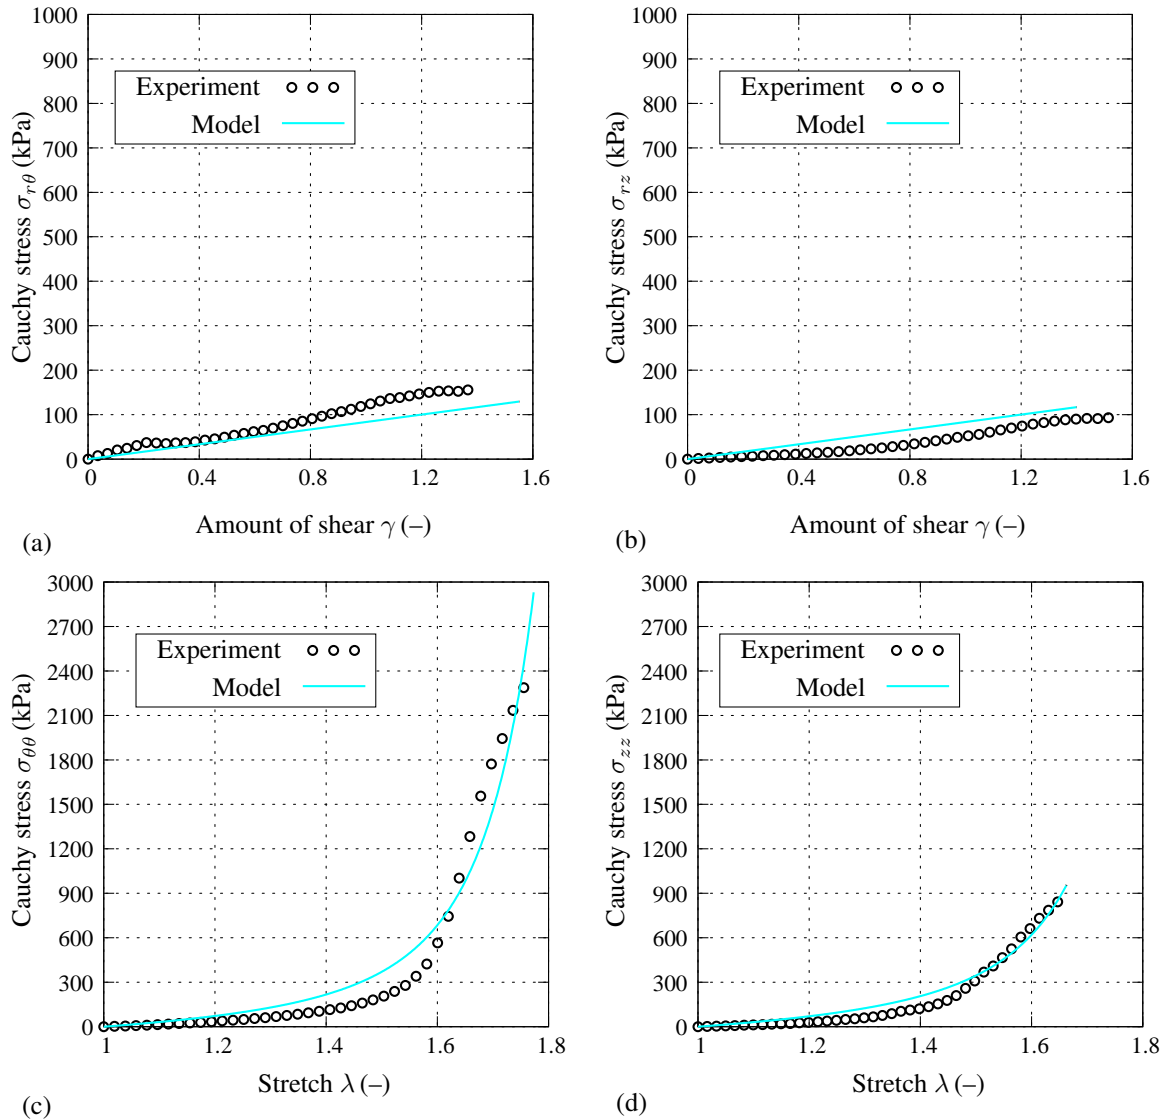 1000
900
800
700
600
500
400
300
200
100
0
Cauchy stress σrθ (kPa)
Experiment
Model
0 0.4 0.8 1.2 1.6
Amount of shear γ (–)
(a)
1000
900
800
700
600
500
400
300
200
100
0
Cauchy stress σrz (kPa)
Experiment
Model
0 0.4 0.8 1.2 1.6
Amount of shear γ (–)
(b)
3000
2700
2400
2100
1800
1500
1200
900
600
300
0
Cauchy stress σθθ (kPa)
Experiment
Model
1 1.2 1.4 1.6 1.8
Stretch λ (–)
(c)
3000
2700
2400
2100
1800
1500
1200
900
600
300
0
Cauchy stress σzz (kPa)
Experiment
Model
1 1.2 1.4 1.6 1.8
Stretch λ (–)
(d)